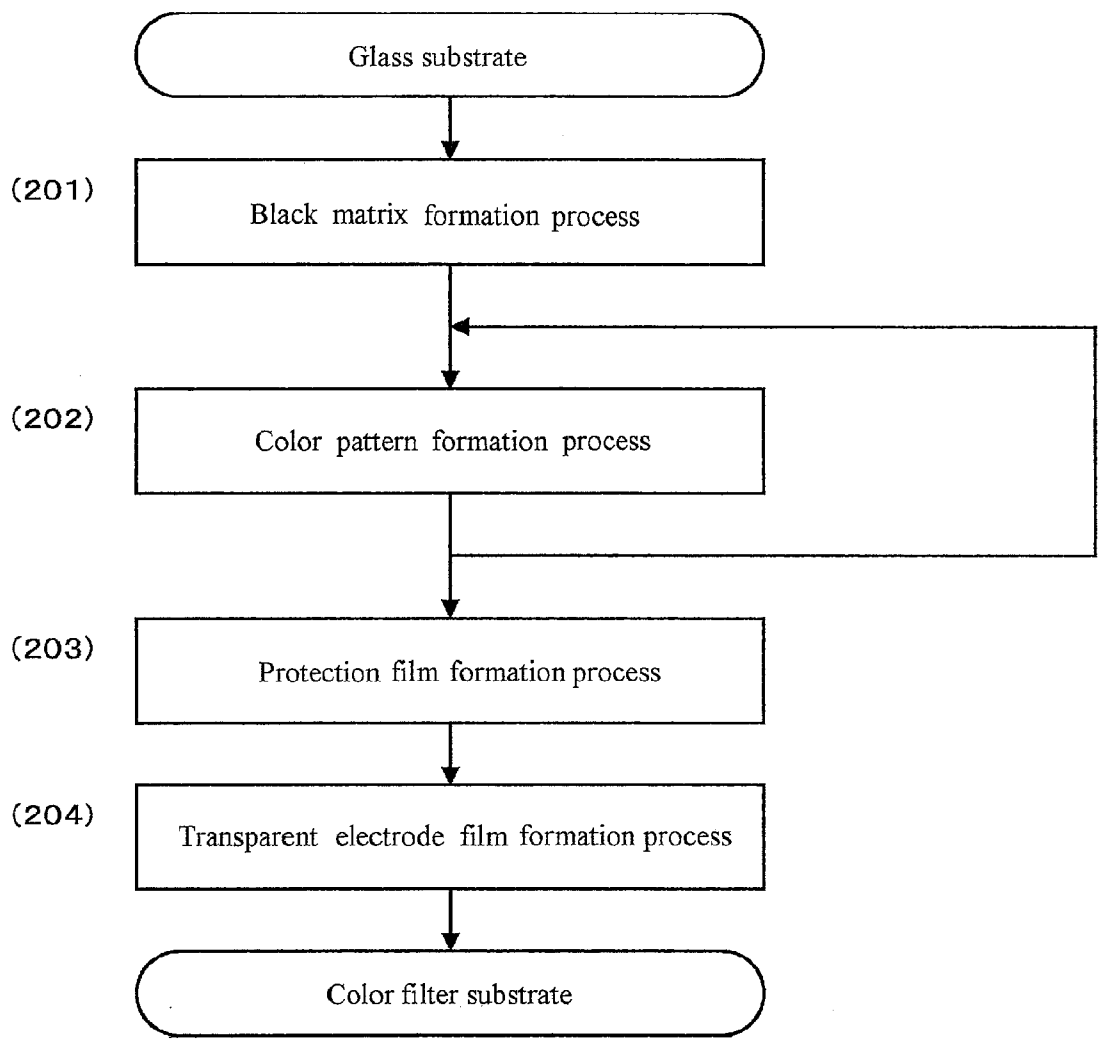 Glass substrate
(201)
Black matrix formation process
(202)
Color pattern formation process
(203)
Protection film formation process
(204)
Transparent electrode film formation process
Color filter substrate